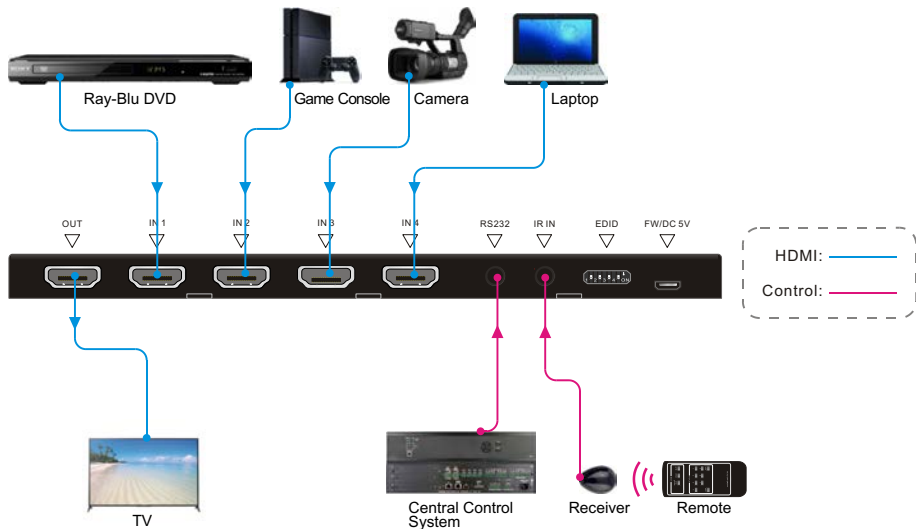 SONY
Ray-Blu DVD
Game Console
Camera
Laptop
OUT
IN 1
IN 2
IN 3
IN 4
RS232
IR IN
EDID
FW/DC 5V
HDMI:
Control:
TV
Central Control
System
Receiver
Remote